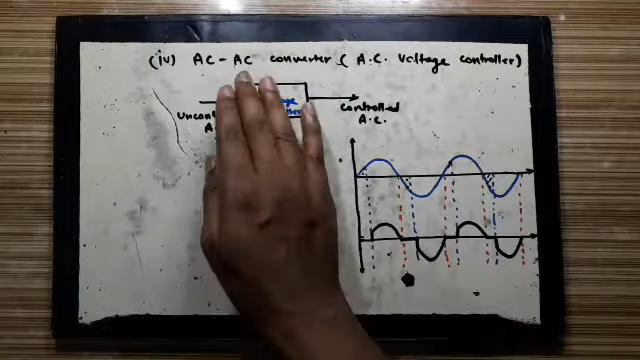 (iv) AC - AC converter ( A.C. Voltage controller)
Controlled
A.C.